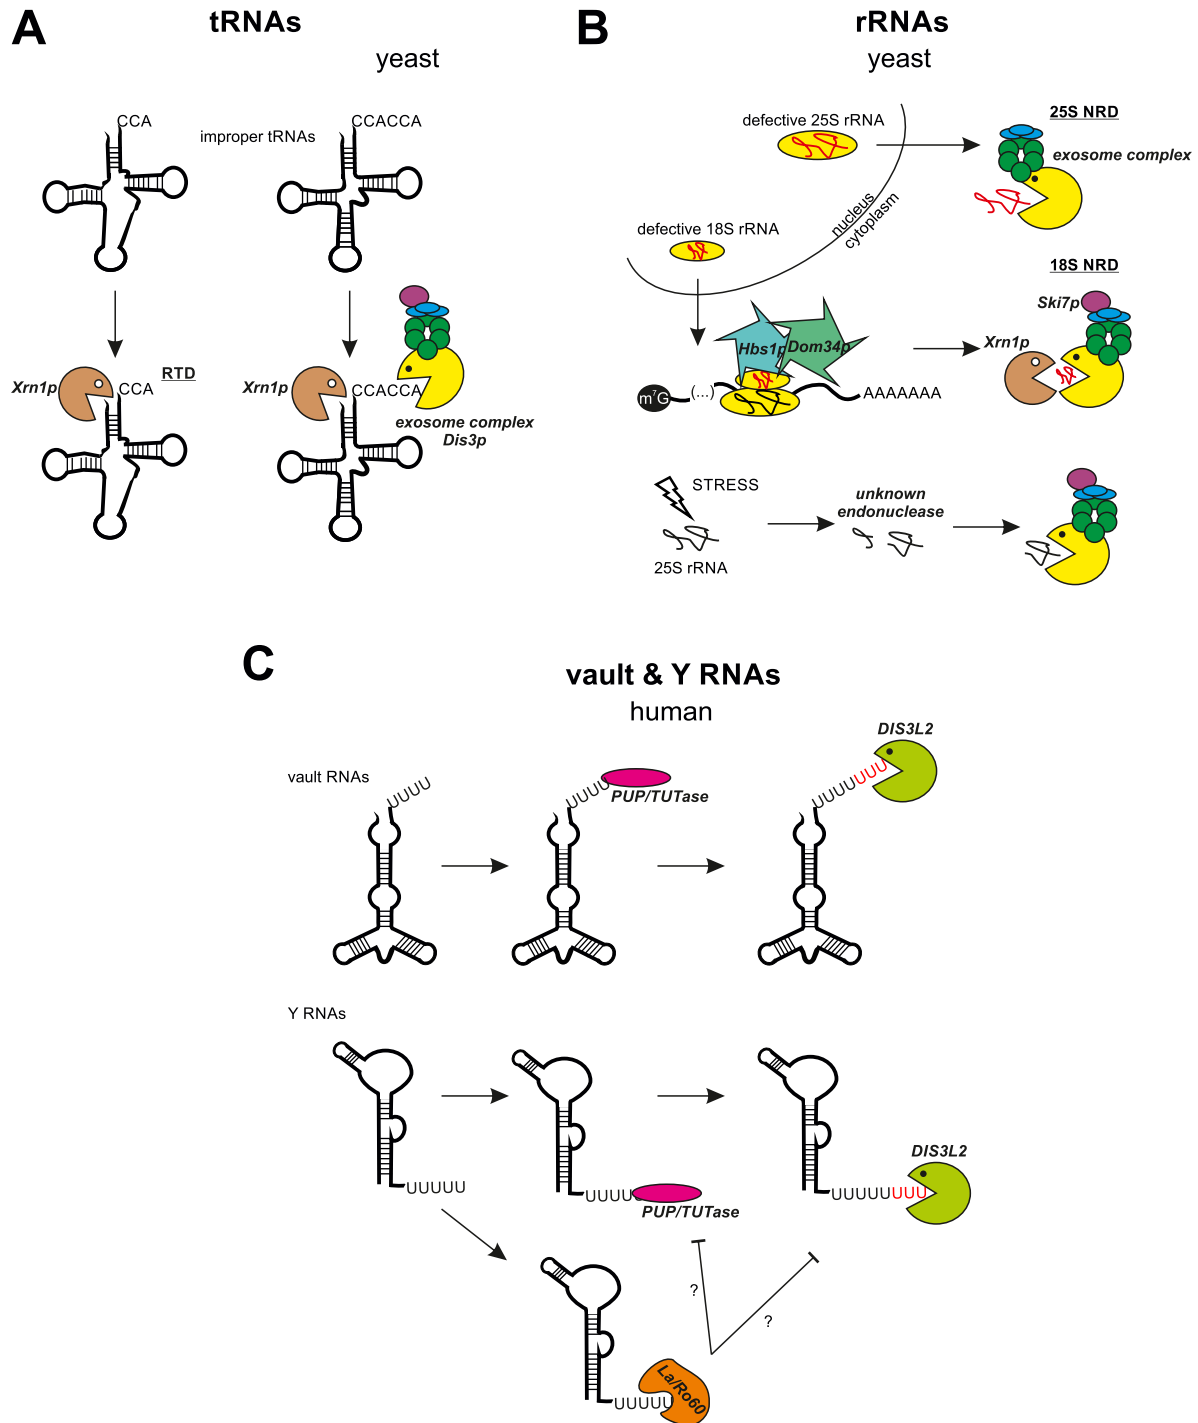 A
tRNAs
yeast
CCA
improper tRNAs
CCACCA
Xrn1p
CCA
RTD
Xrn1p
CCACCA
exosome complex
Dis3p
B
rRNAs
yeast
defective 25S rRNA
25S NRD
exosome complex
nucleus
cytoplasm
defective 18S rRNA
18S NRD
Ski7p
Xrn1p
Hbs1p
Dom34p
m7G
(...)
AAAAAAA
STRESS
25S rRNA
unknown
endonuclease
C
vault & Y RNAs
human
vault RNAs
UUUU
UUUU
PUP/TUTase
UUUUUUU
DIS3L2
Y RNAs
UUUUU
UUUUU
PUP/TUTase
UUUUUUUU
DIS3L2
?
?
UUUUU
La/Ro60